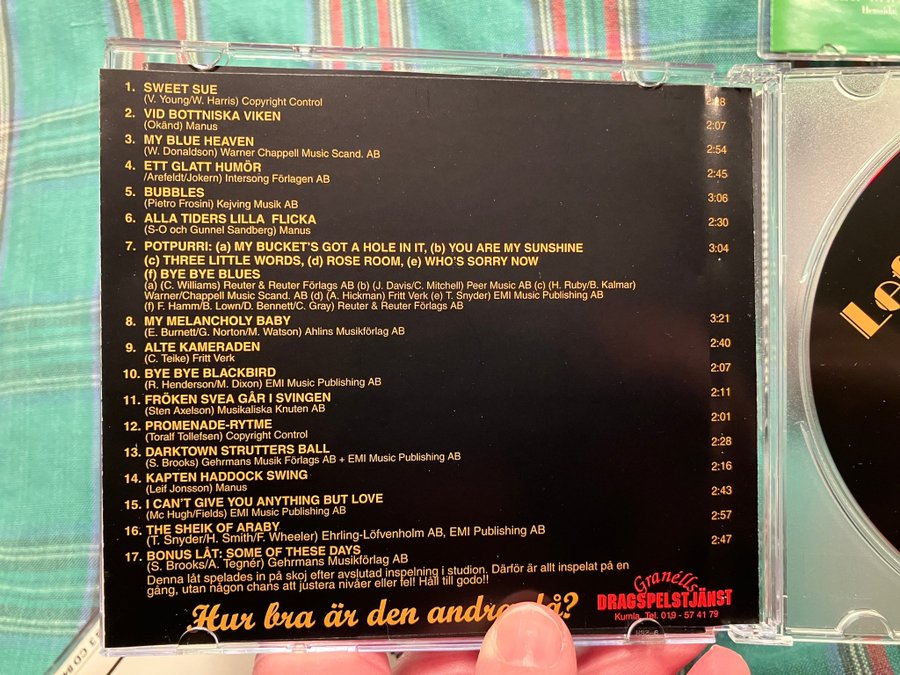 1. SWEET SUE 2:28
(V. Young/W. Harris) Copyright Control
2. VID BOTTNISKA VIKEN
(Okänd) Manus 2:07
3. MY BLUE HEAVEN
(W. Donaldson) Warner Chappell Music Scand. AB 2:54
4. ETT GLATT HUMÖR
/Arefeldt/Jokern) Intersong Förlagen AB 2:45
5. BUBBLES
(Pietro Frosini) Kejving Musik AB 3:06
6. ALLA TIDERS LILLA FLICKA
(S-O och Gunnel Sandberg) Manus 2:30
7. POTPURRI: (a) MY BUCKET'S GOT A HOLE IN IT, (b) YOU ARE MY SUNSHINE 3:04
(c) THREE LITTLE WORDS, (d) ROSE ROOM, (e) WHO'S SORRY NOW
(f) BYE BYE BLUES
(a) (C. Williams) Reuter & Reuter Förlags AB (b) (J. Davis/C. Mitchell) Peer Music AB (c) (H. Ruby/B. Kalmar)
Warner/Chappell Music Scand. AB (d) (A. Hickman) Fritt Verk (e) (T. Snyder) EMI Music Publishing AB
(f) F. Hamm/B. Lown/D. Bennett/C. Gray) Reuter & Reuter Förlags AB
8. MY MELANCHOLY BABY 3:21
(E. Burnett/G. Norton/M. Watson) Ahlins Musikförlag AB
9. ALTE KAMERADEN 2:40
(C. Teike) Fritt Verk
10. BYE BYE BLACKBIRD 2:07
(R. Henderson/M. Dixon) EMI Music Publishing AB
11. FRÖKEN SVEA GÅR I SVINGEN 2:11
(Sten Axelson) Musikaliska Knuten AB
12. PROMENADE-RYTME 2:01
(Toralf Tollefsen) Copyright Control
13. DARKTOWN STRUTTERS BALL 2:28
(S. Brooks) Gehrmans Musik Förlags AB + EMI Music Publishing AB
14. KAPTEN HADDOCK SWING 2:16
(Leif Jonsson) Manus
15. I CAN'T GIVE YOU ANYTHING BUT LOVE 2:43
(Mc Hugh/Fields) EMI Music Publishing AB
16. THE SHEIK OF ARABY 2:57
(T. Snyder/H. Smith/F. Wheeler) Ehrling-Löfvenholm AB, EMI Publishing AB
17. BONUS LÅT: SOME OF THESE DAYS 2:47
(S. Brooks/A. Tegnér) Gehrmans Musikförlag AB
Denna låt spelades in på skoj efter avslutad inspelning i studion. Därför är allt inspelat på en
gång, utan någon chans att justera nivåer eller fel! Håll till godo!!
Hur bra är den andra då?
Granélls
DRAGSPELSTJÄNST
Kumla, Tel. 019 - 57 41 79